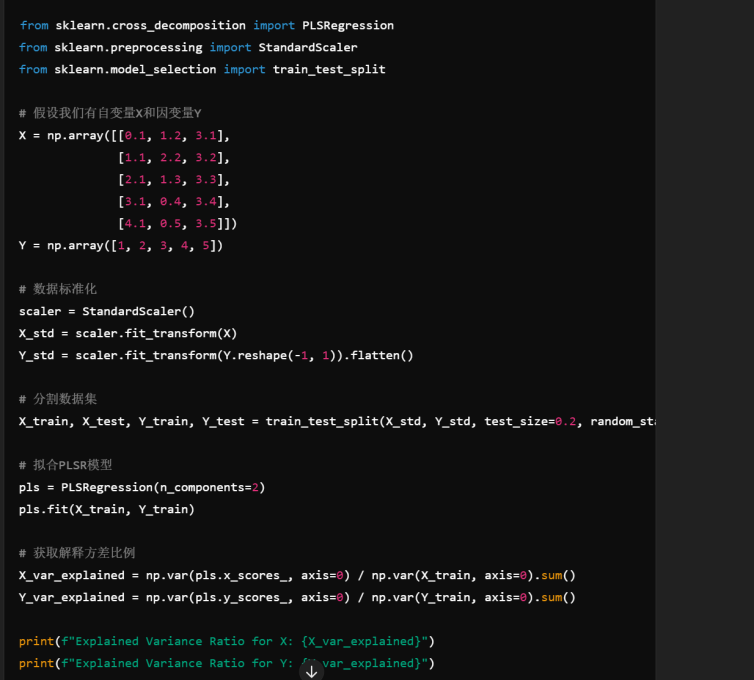 from sklearn.cross_decomposition import PLSRegression
from sklearn.preprocessing import StandardScaler
from sklearn.model_selection import train_test_split
# 假设我们有自变量X和因变量Y
X = np.array([[0.1, 1.2, 3.1],
[1.1, 2.2, 3.2],
[2.1, 1.3, 3.3],
[3.1, 0.4, 3.4],
[4.1, 0.5, 3.5]])
Y = np.array([1, 2, 3, 4, 5])
# 数据标准化
scaler = StandardScaler()
X_std = scaler.fit_transform(X)
Y_std = scaler.fit_transform(Y.reshape(-1, 1)).flatten()
# 分割数据集
X_train, X_test, Y_train, Y_test = train_test_split(X_std, Y_std, test_size=0.2,
# 拟合PLSR模型
pls = PLSRegression(n_components=2)
pls.fit(X_train, Y_train)
# 获取解释方差比例
X_var_explained = np.var(pls.x_scores_, axis=0) / np.var(X_train, axis=0).sum()
Y_var_explained = np.var(pls.y_scores_, axis=0) / np.var(Y_train, axis=0).sum()
print(f"Explained Variance Ratio for X: {X_var_explained}")
print(f"Explained Variance Ratio for Y: {Y_var_explained}")